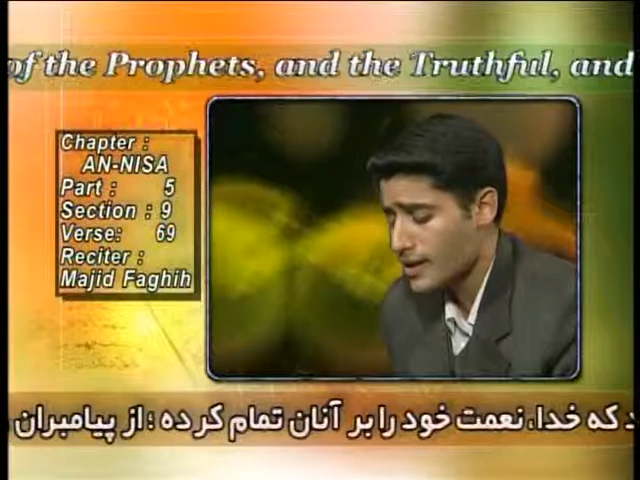 of the Prophets, and the Truthful, and
Chapter :
AN-NISA
Part : 5
Section : 9
Verse: 69
Reciter :
Majid Faghih
که خدا، نعمت خود را بر آنان تمام کرده ؛ از پیامبران